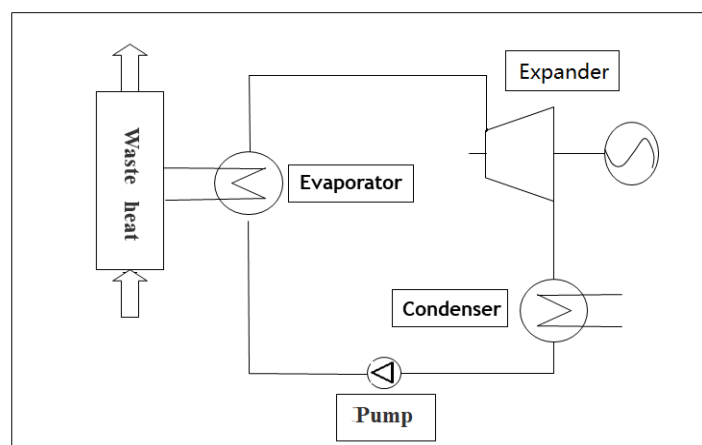 Expander
Waste heat
Evaporator
Condenser
Pump